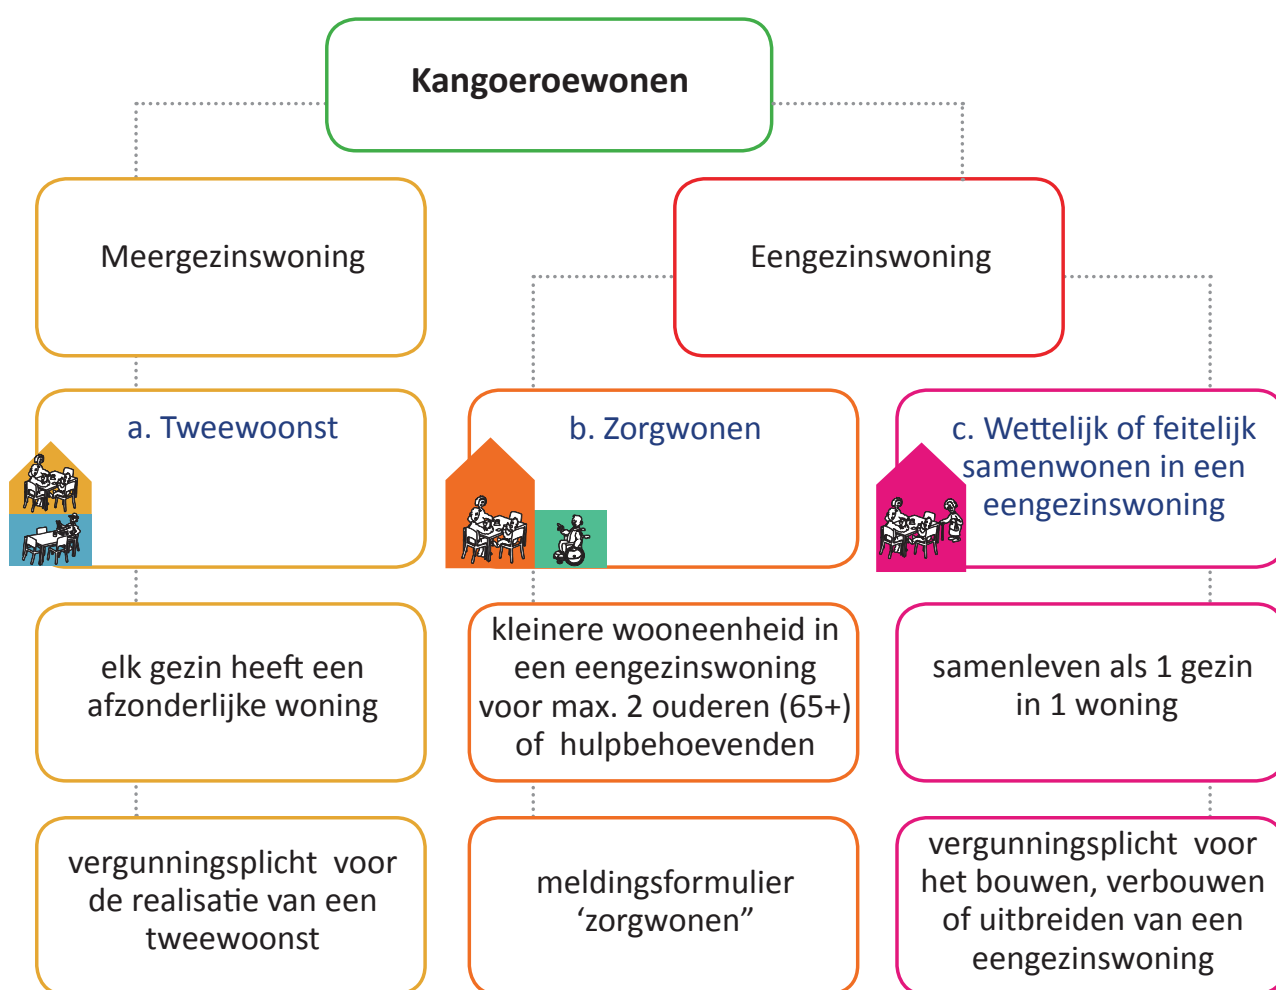 Kangoeroewonen
Meergezinswoning
Eengezinswoning
a. Tweewoonst
b. Zorgwonen
c. Wettelijk of feitelijk
samenwonen in een
eengezinswoning
elk gezin heeft een
afzonderlijke woning
kleinere wooneenheid in
een eengezinswoning
voor max. 2 ouderen (65+)
of hulpbehoevenden
samenleven als 1 gezin
in 1 woning
vergunningsplicht voor
de realisatie van een
tweewoonst
meldingsformulier
‘zorgwonen”
vergunningsplicht voor
het bouwen, verbouwen
of uitbreiden van een
eengezinswoning